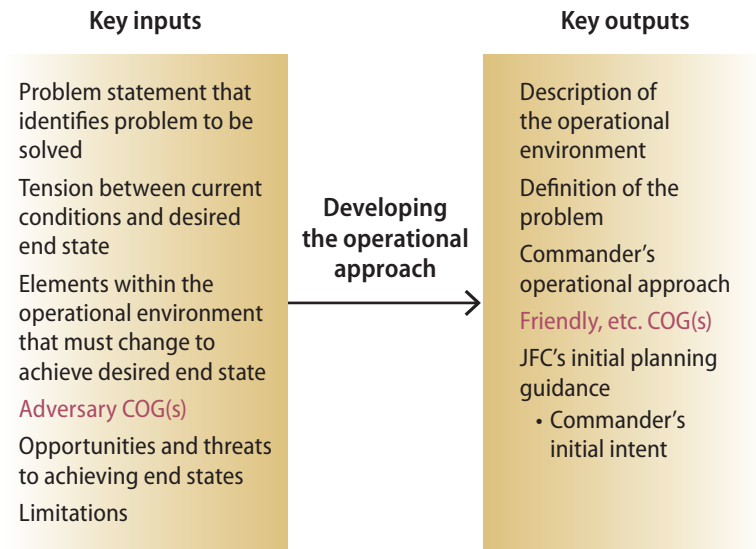 Key inputs
Problem statement that
identifies problem to be
solved
Tension between current
conditions and desired
end state
Elements within the
operational environment
that must change to
achieve desired end state
Adversary COG(s)
Opportunities and threats
to achieving end states
Limitations
Developing
the operational
approach
Key outputs
Description of
the operational
environment
Definition of the
problem
Commander’s
operational approach
Friendly, etc. COG(s)
JFC’s initial planning
guidance
• Commander’s
initial intent